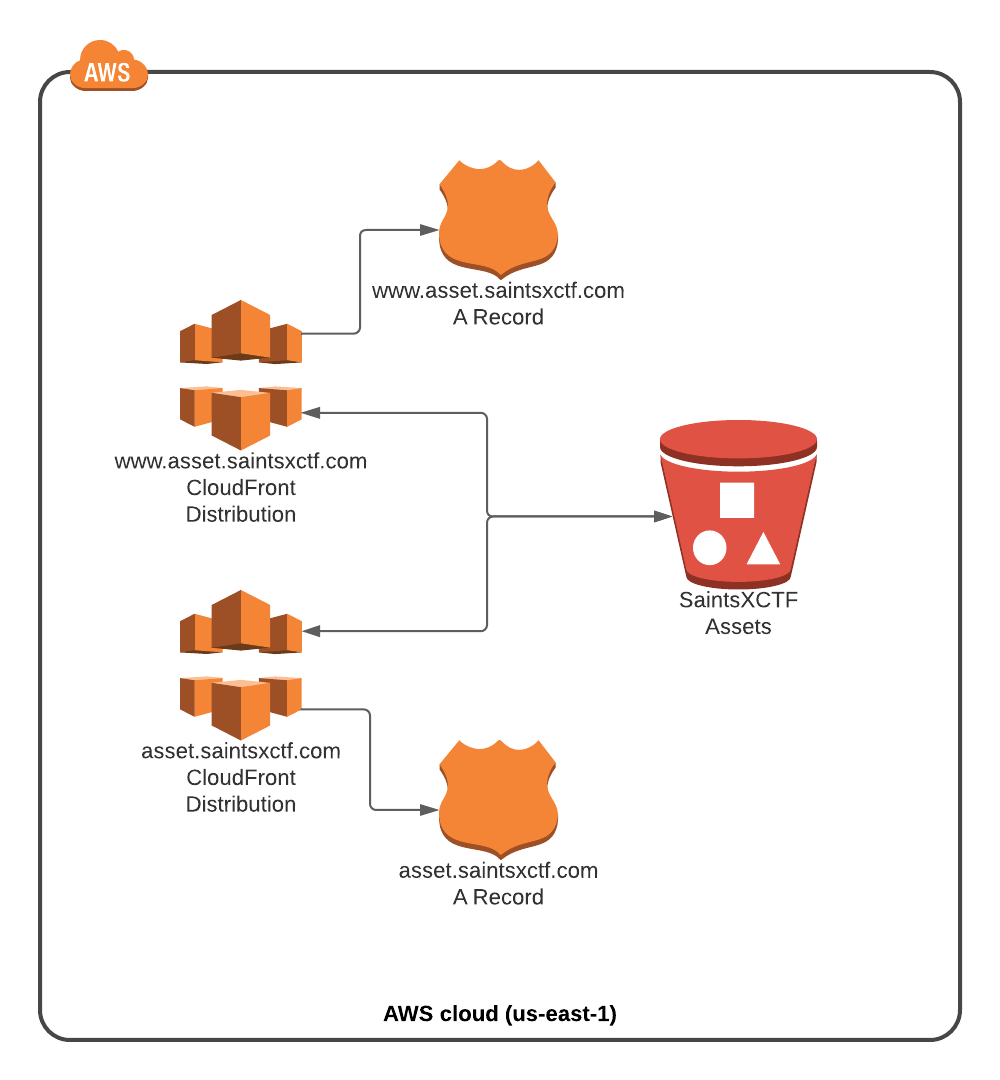 AWS
www.asset.saintsxctf.com
A Record
www.asset.saintsxctf.com
CloudFront
Distribution
SaintsXCTF
Assets
asset.saintsxctf.com
CloudFront
Distribution
asset.saintsxctf.com
A Record
AWS cloud (us-east-1)